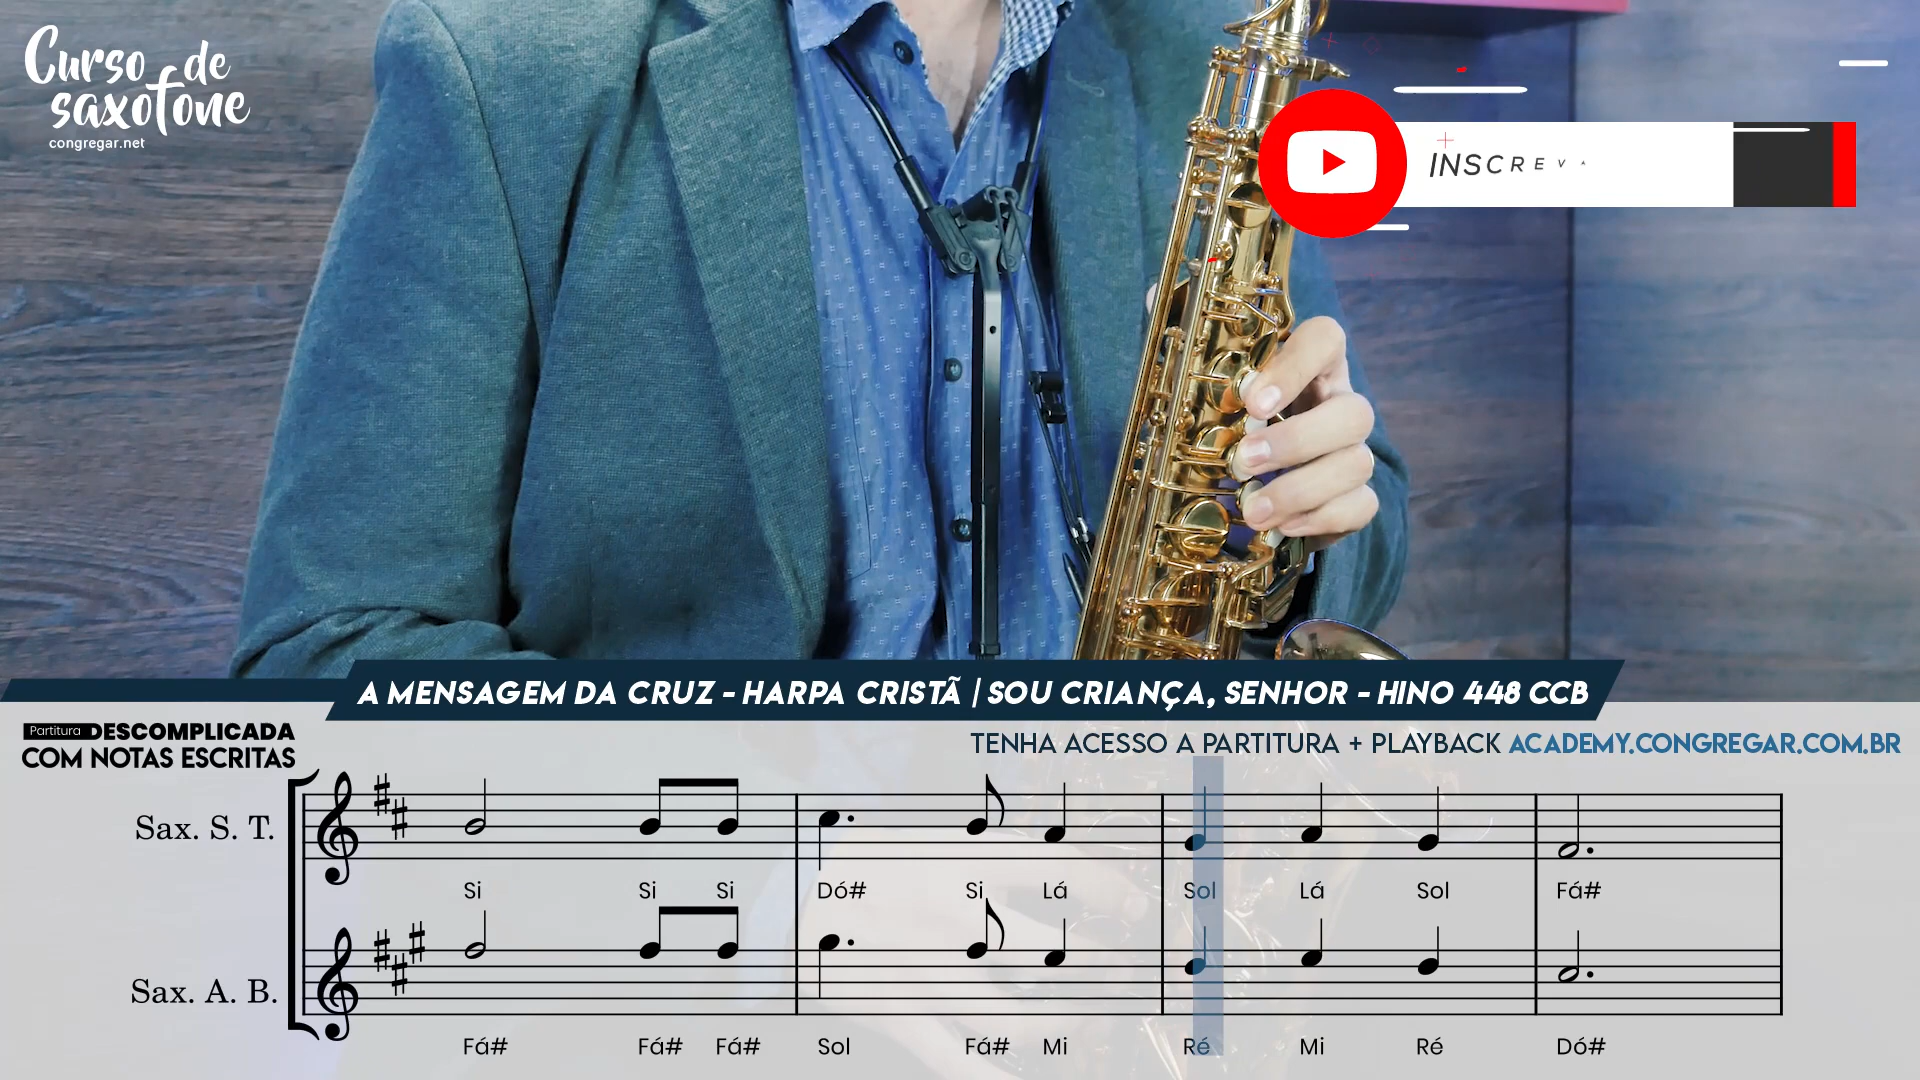 Curso de
saxofone
congregar.net
INSCREVA
A MENSAGEM DA CRUZ - HARPA CRISTÃ | SOU CRIANÇA, SENHOR - HINO 448 CCB
Partitura DESCOMPLICADA
COM NOTAS ESCRITAS
TENHA ACESSO A PARTITURA + PLAYBACK ACADEMY.CONGREGAR.COM.BR
Sax. S. T.
Si Si Si Dó# Si Lá Sol Lá Sol Fá#
Sax. A. B.
Fá# Fá# Fá# Sol Fá# Mi Ré Mi Ré Dó#